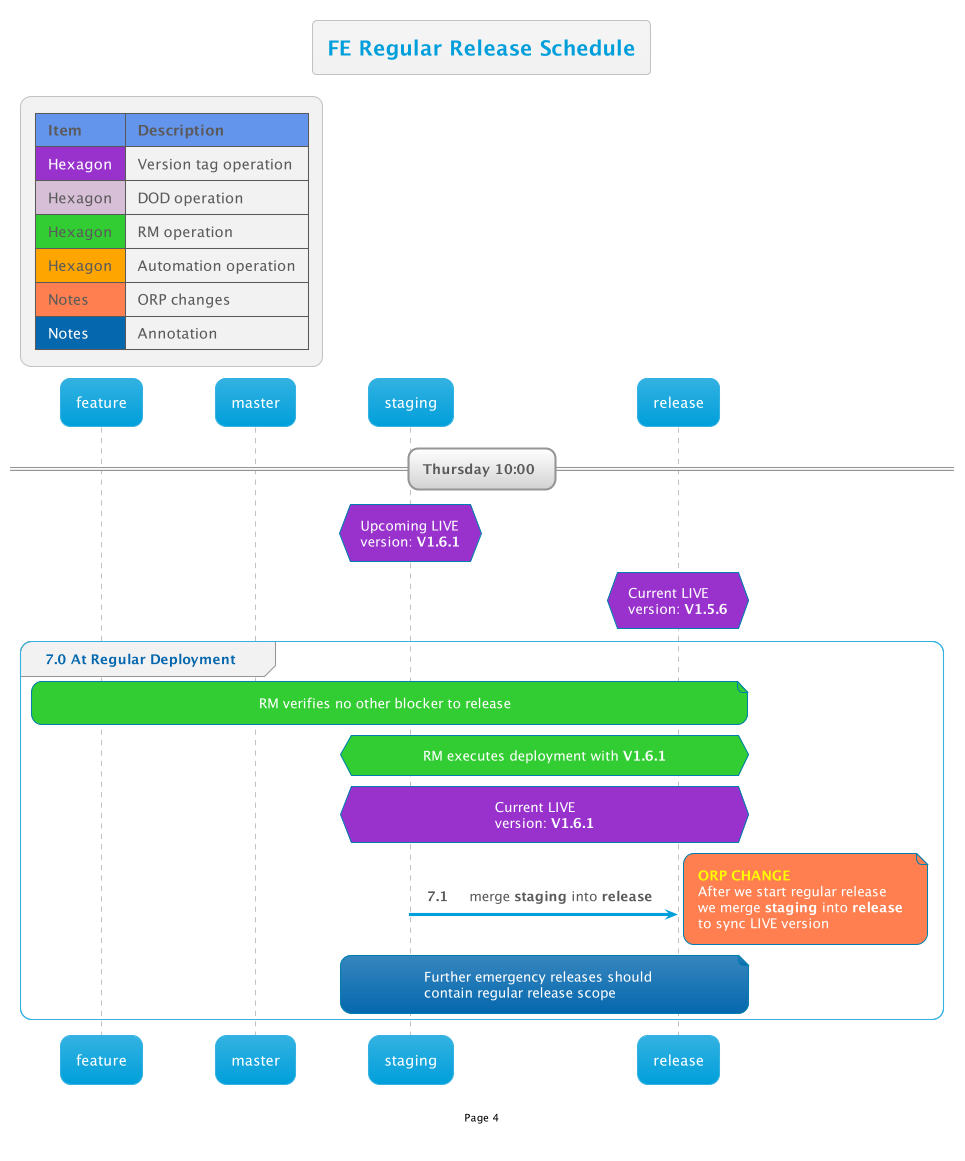 FE Regular Release Schedule
Item Description
Hexagon Version tag operation
Hexagon DOD operation
Hexagon RM operation
Hexagon Automation operation
Notes ORP changes
Notes Annotation
feature master staging release
Thursday 10:00
Upcoming LIVE
version: V1.6.1
Current LIVE
version: V1.5.6
7.0 At Regular Deployment
RM verifies no other blocker to release
RM executes deployment with V1.6.1
Current LIVE
version: V1.6.1
7.1 merge staging into release
ORP CHANGE
After we start regular release
we merge staging into release
to sync LIVE version
Further emergency releases should
contain regular release scope
feature master staging release
Page 4